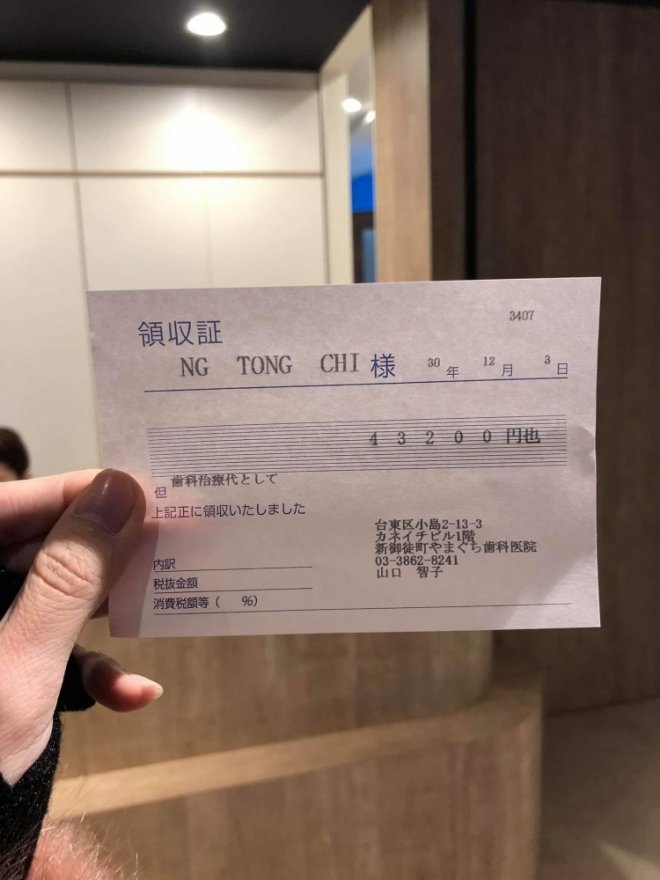 3407
領収証
NG TONG CHI 様 30年 12月 3日
43200円也
但 歯科治療代として
上記正に領収いたしました
台東区小島2-13-3
カネイチビル1階
新御徒町やまぐち歯科医院
03-3862-8241
山口 智子
内訳
税抜金額
消費税額等( %)